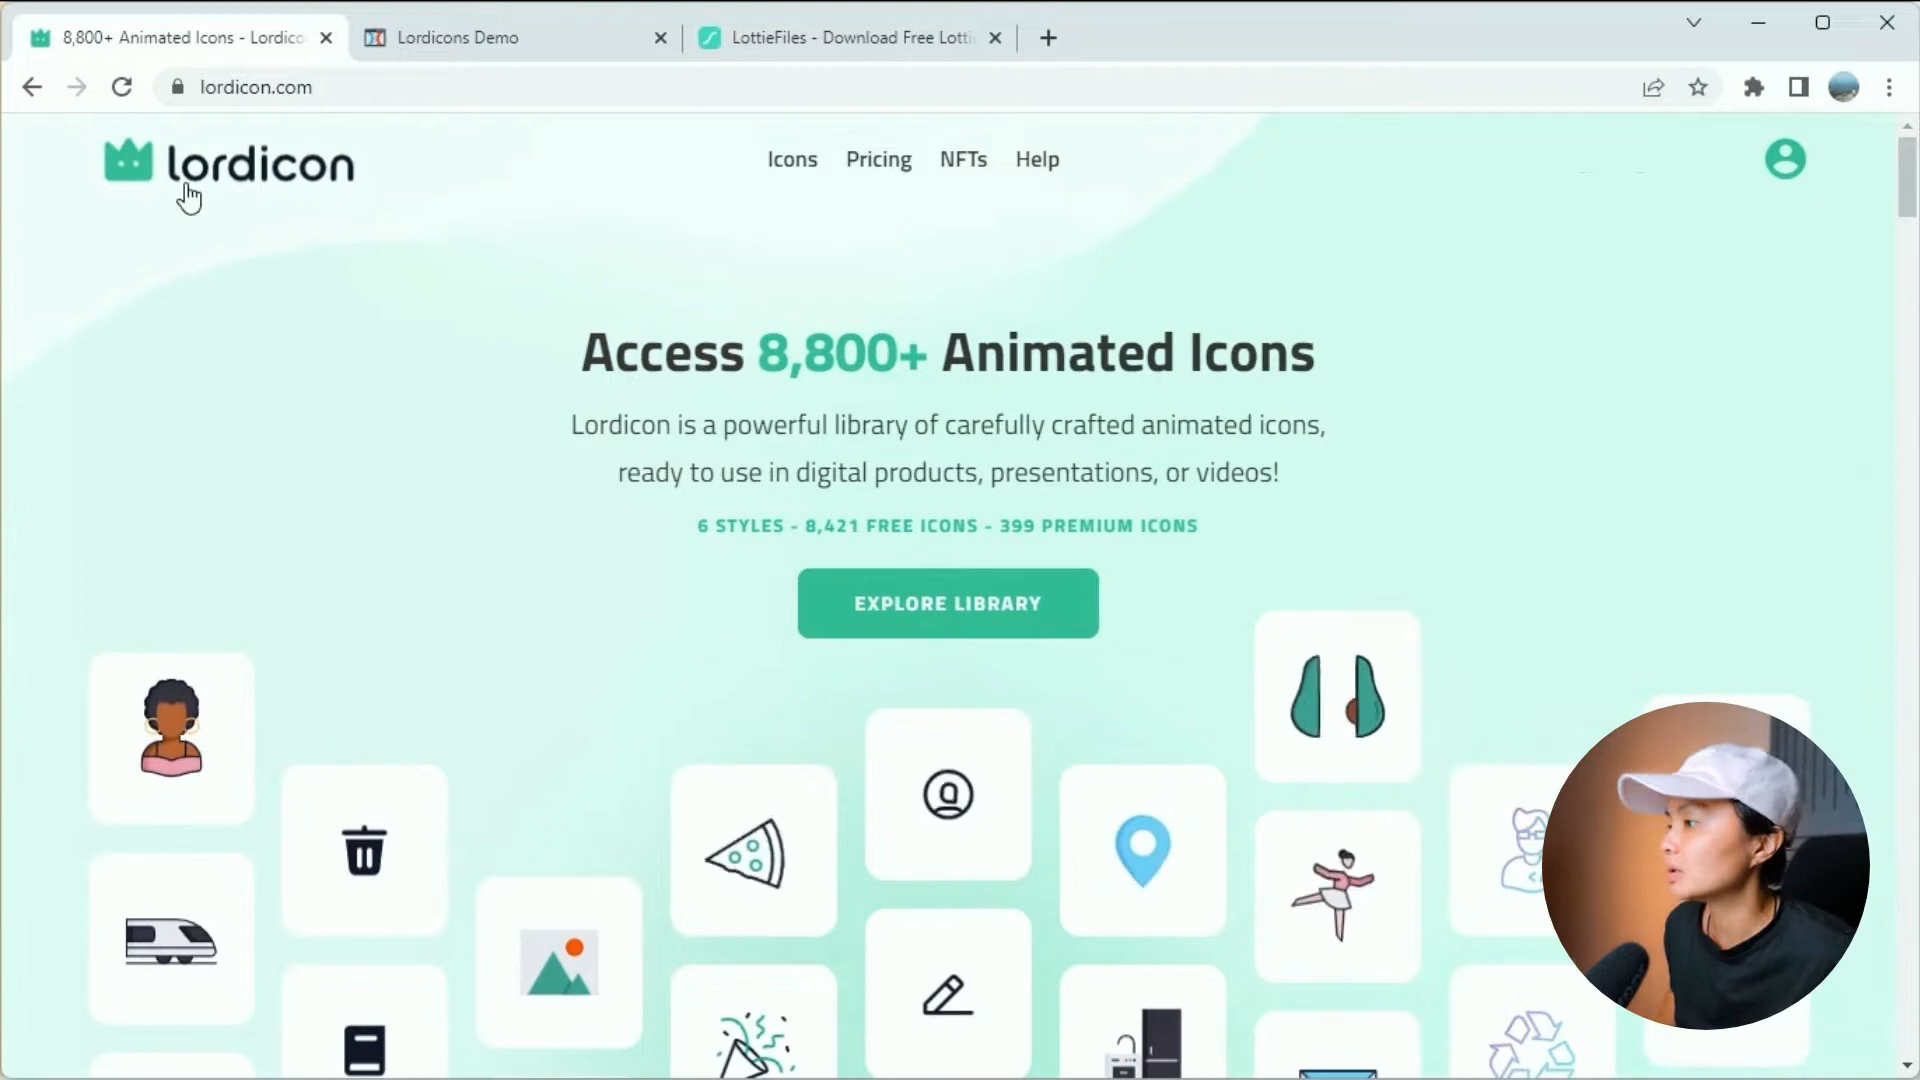 8,800+ Animated Icons - Lordico
Lordicons Demo
LottieFiles - Download Free Lotti
lordicon.com
lordicon
Icons
Pricing
NFTs
Help
Access 8,800+ Animated Icons
Lordicon is a powerful library of carefully crafted animated icons,
ready to use in digital products, presentations, or videos!
6 STYLES - 8,421 FREE ICONS - 399 PREMIUM ICONS
EXPLORE LIBRARY